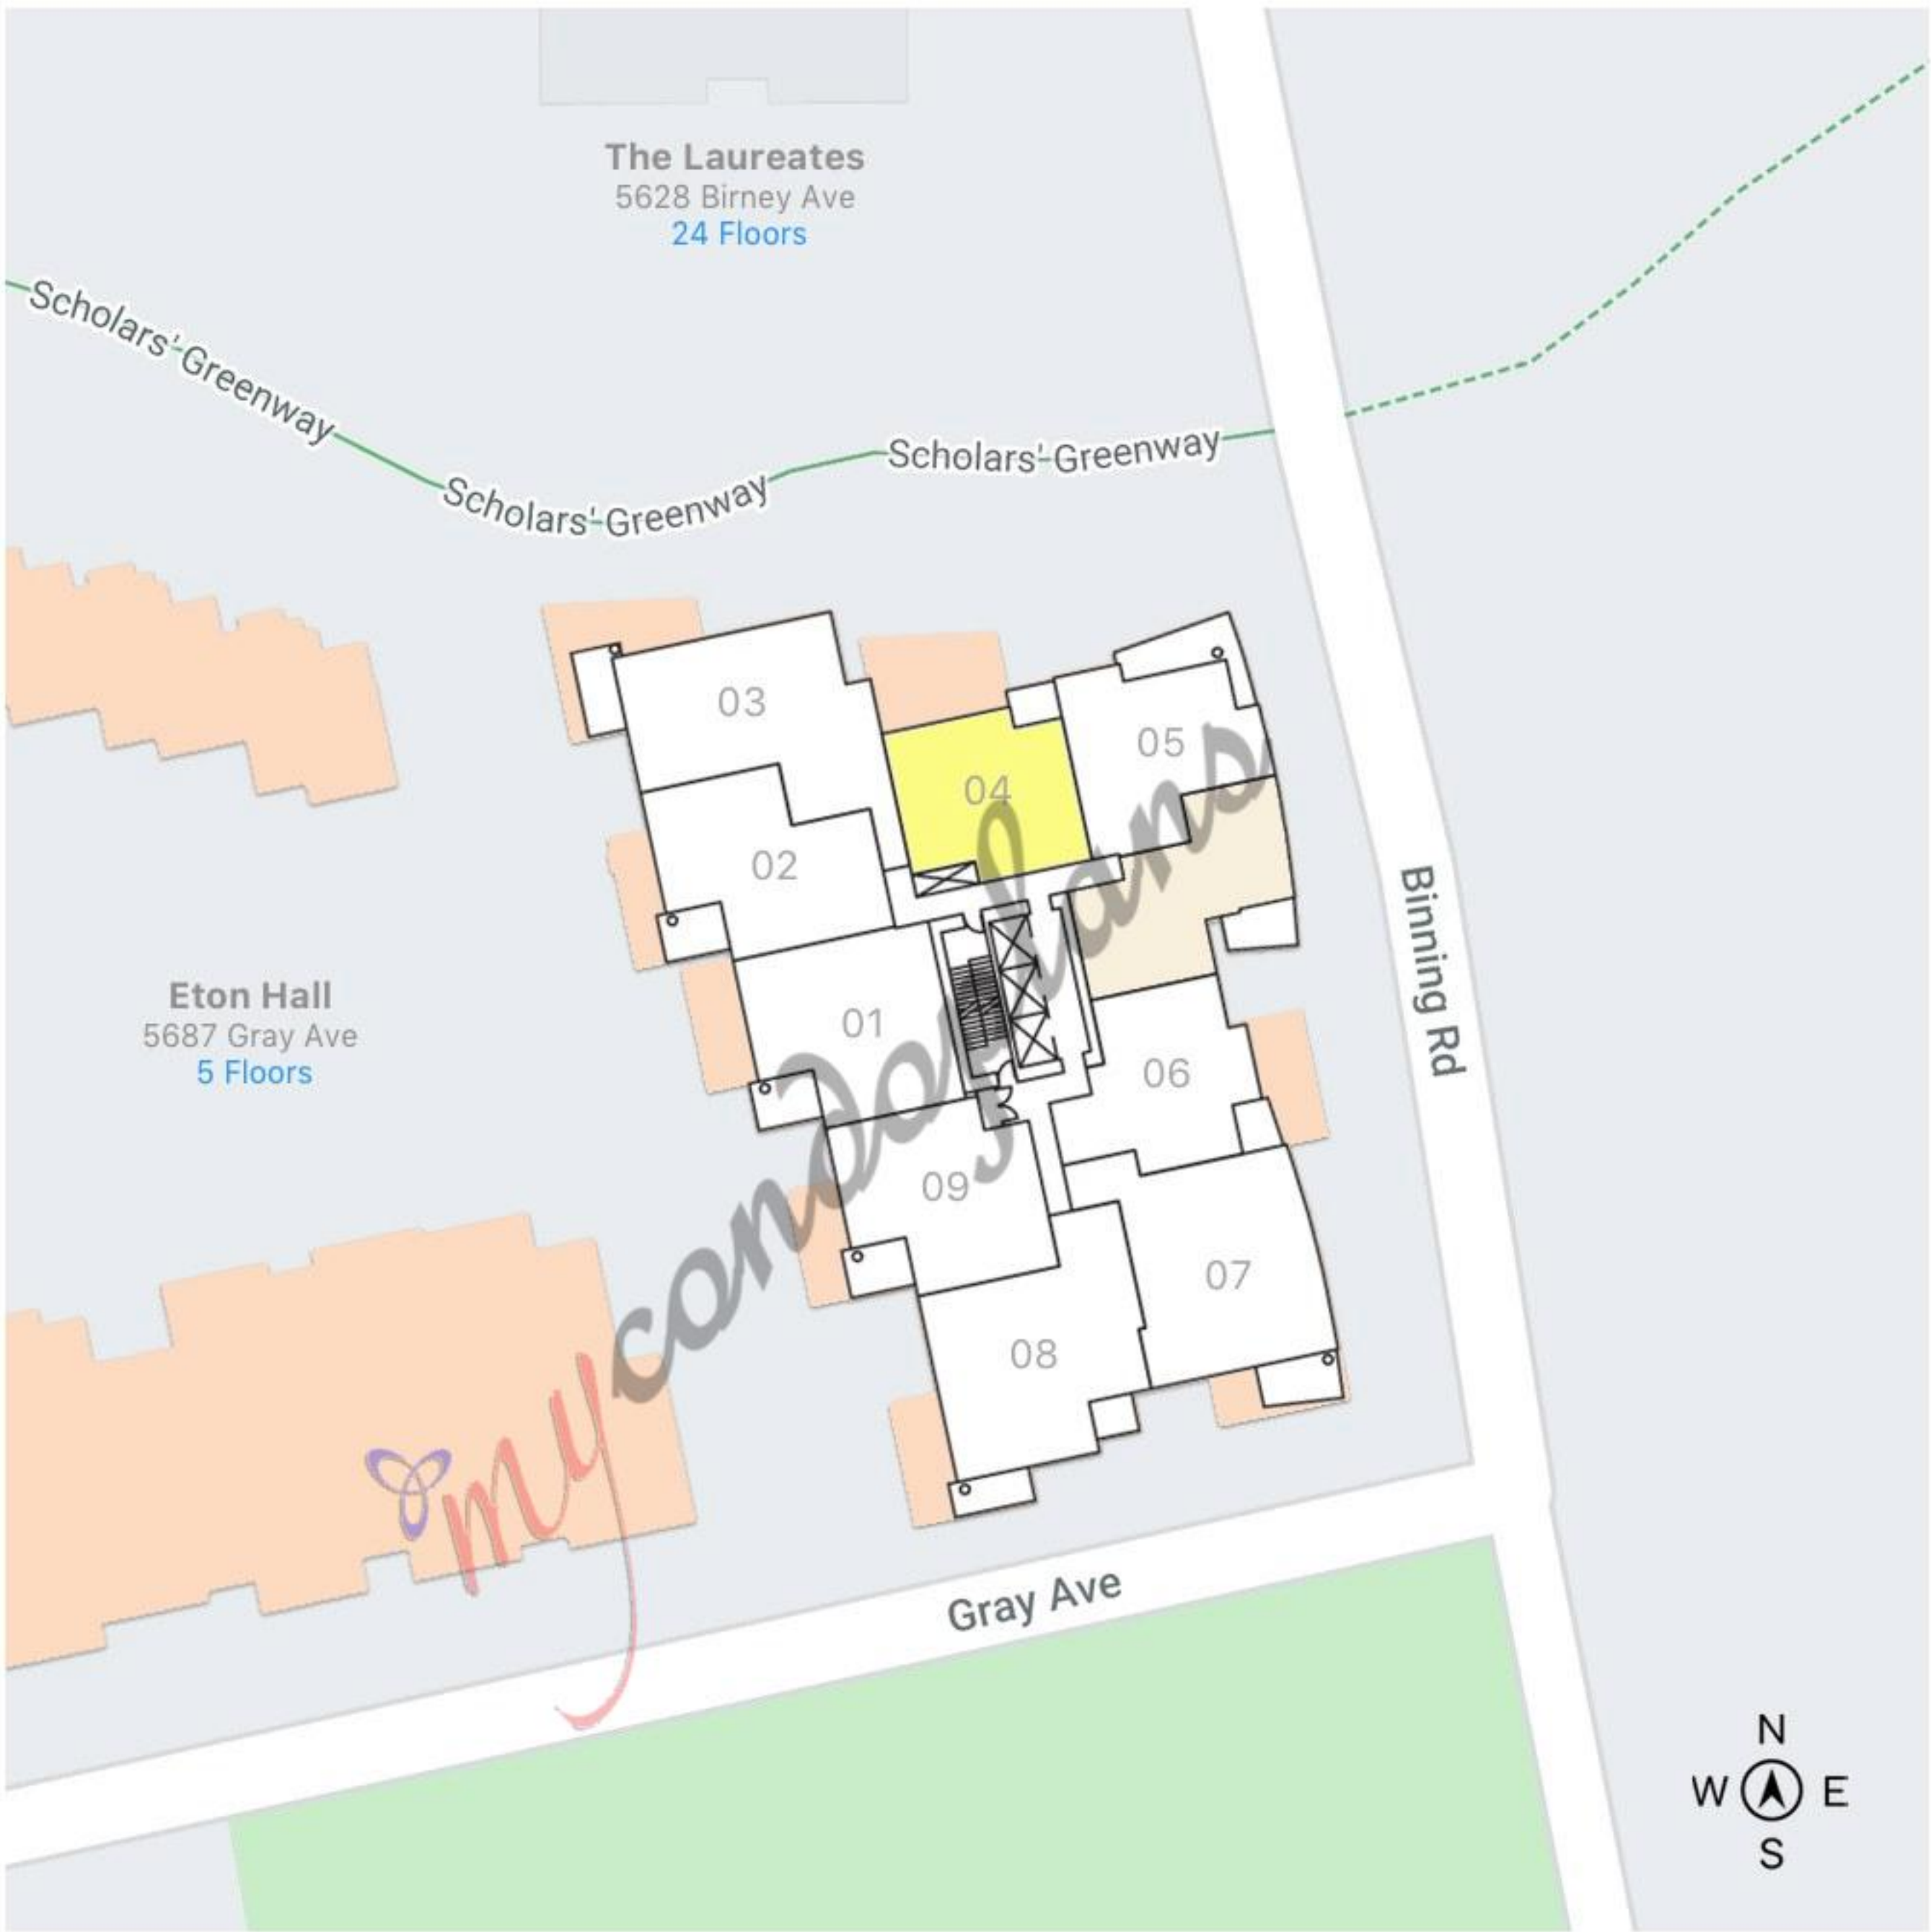 The Laureates
5628 Birney Ave
24 Floors
Scholars' Greenway
Scholars' Greenway
Scholars' Greenway
03
05
04
02
01
06
09
07
08
Binning Rd
Eton Hall
5687 Gray Ave
5 Floors
mycondoplans
Gray Ave
N
W E
S